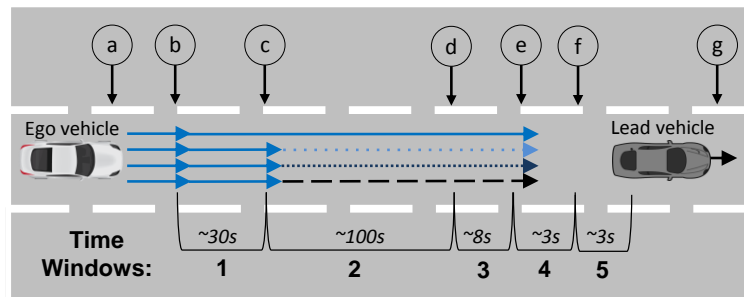 a b c d e f g
Ego vehicle Lead vehicle
Time ~30s ~100s ~8s ~3s ~3s
Windows: 1 2 3 4 5